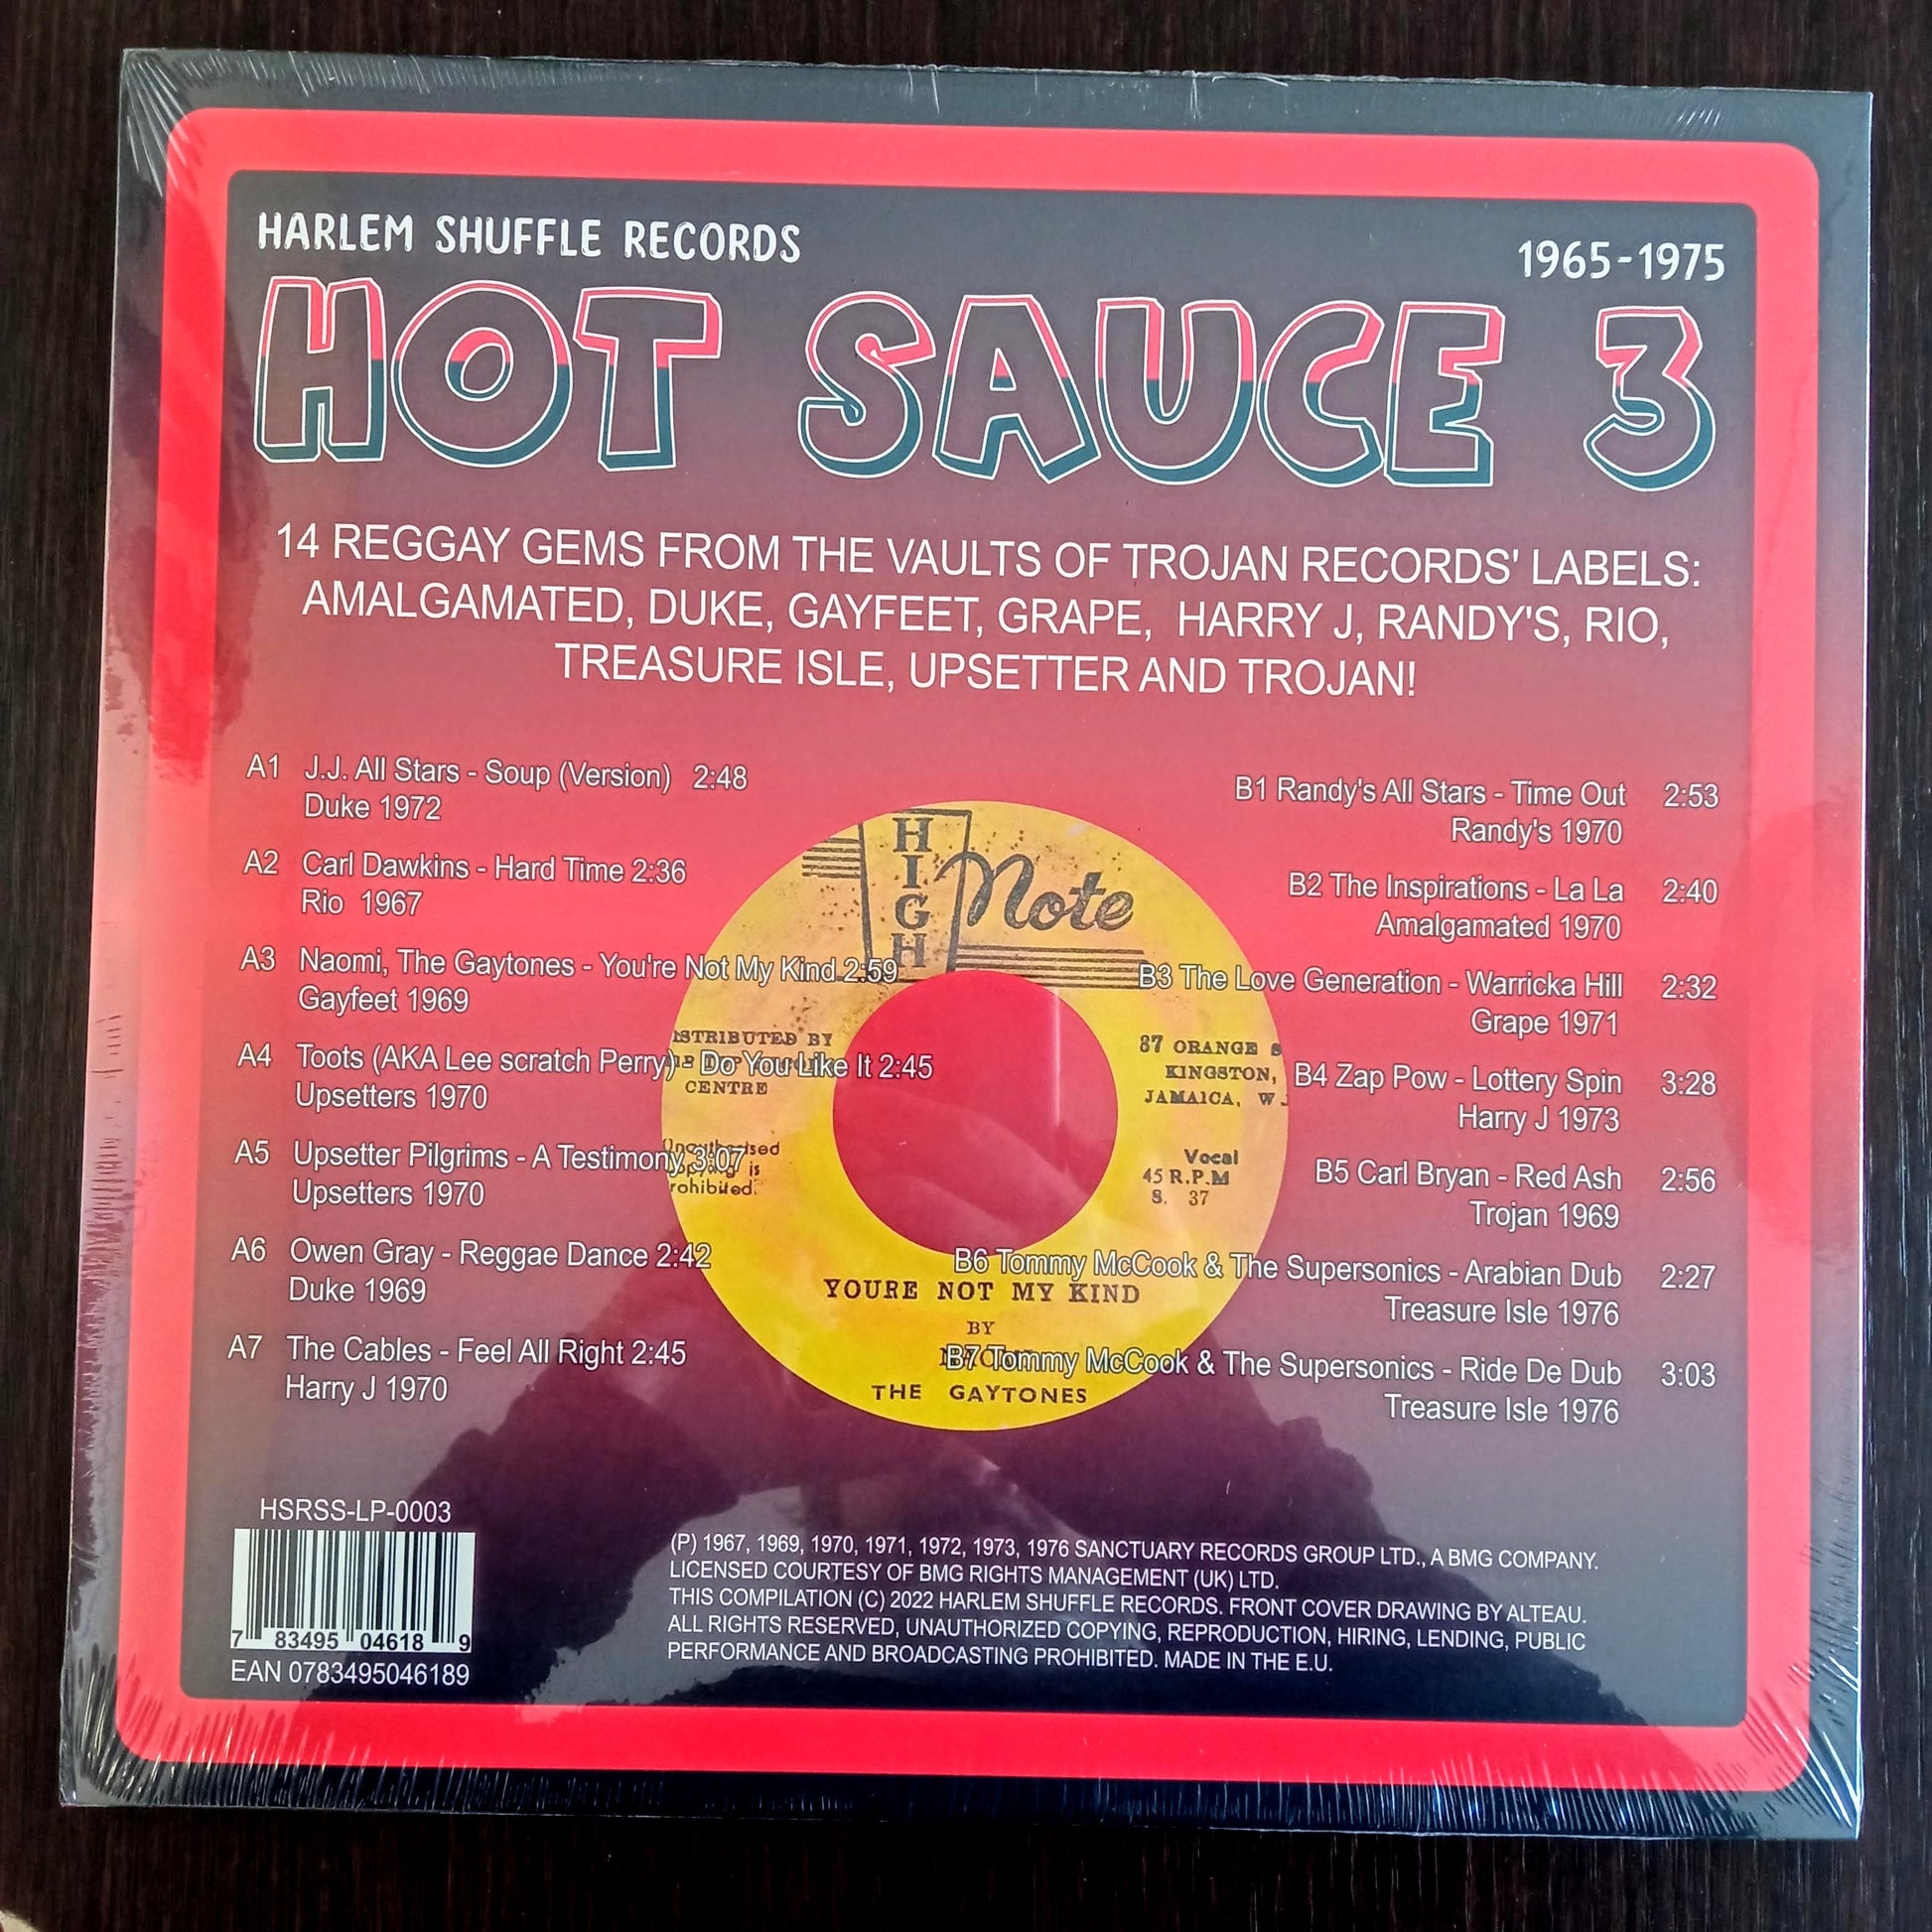 HARLEM SHUFFLE RECORDS
1965-1975
HOT SAUCE 3
14 REGGAY GEMS FROM THE VAULTS OF TROJAN RECORDS' LABELS:
AMALGAMATED, DUKE, GAYFEET, GRAPE, HARRY J, RANDY'S, RIO,
TREASURE ISLE, UPSETTER AND TROJAN!
A1 J.J. All Stars - Soup (Version) 2:48
Duke 1972
A2 Carl Dawkins - Hard Time 2:36
Rio 1967
A3 Naomi, The Gaytones - You're Not My Kind 2:59
Gayfeet 1969
A4 Toots (AKA Lee scratch Perry) - Do You Like It 2:45
Upsetters 1970
A5 Upsetter Pilgrims - A Testimony 3:07
Upsetters 1970
A6 Owen Gray - Reggae Dance 2:42
Duke 1969
A7 The Cables - Feel All Right 2:45
Harry J 1970
B1 Randy's All Stars - Time Out 2:53
Randy's 1970
B2 The Inspirations - La La 2:40
Amalgamated 1970
B3 The Love Generation - Warricka Hill 2:32
Grape 1971
B4 Zap Pow - Lottery Spin 3:28
Harry J 1973
B5 Carl Bryan - Red Ash 2:56
Trojan 1969
B6 Tommy McCook & The Supersonics - Arabian Dub 2:27
Treasure Isle 1976
B7 Tommy McCook & The Supersonics - Ride De Dub 3:03
Treasure Isle 1976
HIGH Note
ISTRIBUTED BY
CENTRE
is
rohibited.
87 ORANGE
KINGSTON,
JAMAICA, W.
Vocal
45 R.P.M
S. 37
YOURE NOT MY KIND
BY
THE GAYTONES
HSRSS-LP-0003
7 83495 04618 9
EAN 0783495046189
(P) 1967, 1969, 1970, 1971, 1972, 1973, 1976 SANCTUARY RECORDS GROUP LTD., A BMG COMPANY.
LICENSED COURTESY OF BMG RIGHTS MANAGEMENT (UK) LTD.
THIS COMPILATION (C) 2022 HARLEM SHUFFLE RECORDS. FRONT COVER DRAWING BY ALTEAU.
ALL RIGHTS RESERVED, UNAUTHORIZED COPYING, REPRODUCTION, HIRING, LENDING, PUBLIC
PERFORMANCE AND BROADCASTING PROHIBITED. MADE IN THE E.U.